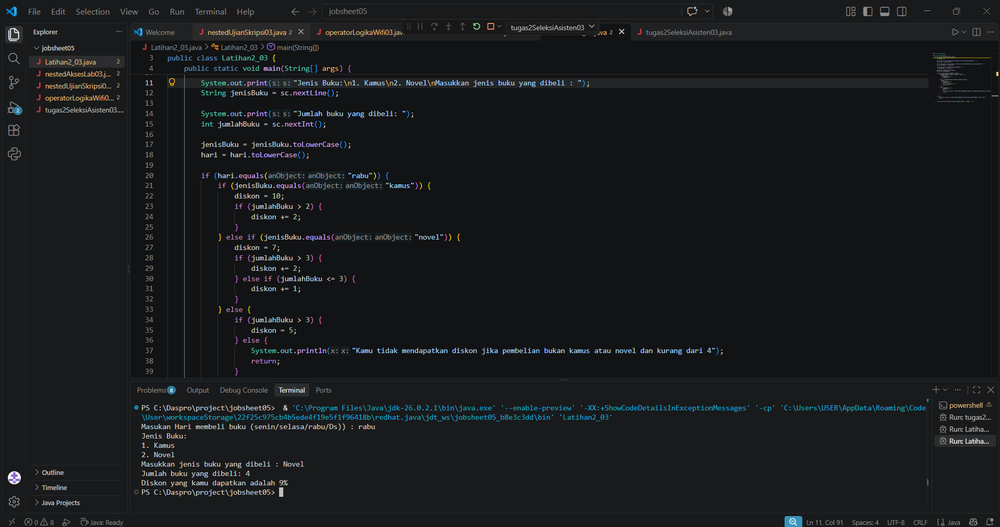 File Edit Selection View Go Run Terminal Help
jobsheet05
Explorer
jobsheet05
Latihan2_03.java 2
nestedAksesLab03.j... 2
nestedUjianSkripsi0... 2
operatorLogikaWifi0... 2
tugas2SeleksiAsisten03....
2
Outline
Timeline
Java Projects
Welcome
nestedUjianSkripsi03.java 2
operatorLogikaWifi03.jav
tugas2SeleksiAsisten03
.java 2
tugas2SeleksiAsisten03.java
Latihan2_03.java > Latihan2_03 > main(String[])
3 public class Latihan2_03 {
4 public static void main(String[] args) {
11 System.out.print(s: s: "Jenis Buku:\n1. Kamus\n2. Novel\nMasukkan jenis buku yang dibeli : ");
12 String jenisBuku = sc.nextLine();
13
14 System.out.print(s: s: "Jumlah buku yang dibeli: ");
15 int jumlahBuku = sc.nextInt();
16
17 jenisBuku = jenisBuku.toLowerCase();
18 hari = hari.toLowerCase();
19
20 if (hari.equals(anObject: anObject: "rabu")) {
21 if (jenisBuku.equals(anObject: anObject: "kamus")) {
22 diskon = 10;
23 if (jumlahBuku > 2) {
24 diskon += 2;
25 }
26 } else if (jenisBuku.equals(anObject: anObject: "novel")) {
27 diskon = 7;
28 if (jumlahBuku > 3) {
29 diskon += 2;
30 } else if (jumlahBuku <= 3) {
31 diskon += 1;
32 }
33 } else {
34 if (jumlahBuku > 3) {
35 diskon = 5;
36 } else {
37 System.out.println(x: x: "Kamu tidak mendapatkan diskon jika pembelian bukan kamus atau novel dan kurang dari 4");
38 return;
39 }
Problems 8 Output Debug Console Terminal Ports
PS C:\Daspro\project\jobsheet05> & 'C:\Program Files\Java\jdk-26.0.2.1\bin\java.exe' '--enable-preview' '-XX:+ShowCodeDetailsInExceptionMessages' '-cp' 'C:\Users\USER\AppData\Roaming\Code
\User\workspaceStorage\22f25c975cb4b5ede4f19e5f1f96418b\redhat.java\jdt_ws\jobsheet05_b8e3c3dd\bin' 'Latihan2_03'
Masukan Hari membeli buku (senin/selasa/rabu/Ds)) : rabu
Jenis Buku:
1. Kamus
2. Novel
Masukkan jenis buku yang dibeli : Novel
Jumlah buku yang dibeli: 4
Diskon yang kamu dapatkan adalah 9%
PS C:\Daspro\project\jobsheet05>
powershell
Run: tugas2...
Run: Latiha...
Run: Latiha...
0 8 Java: Ready
Ln 11, Col 91 Spaces: 4 UTF-8 CRLF {} Java